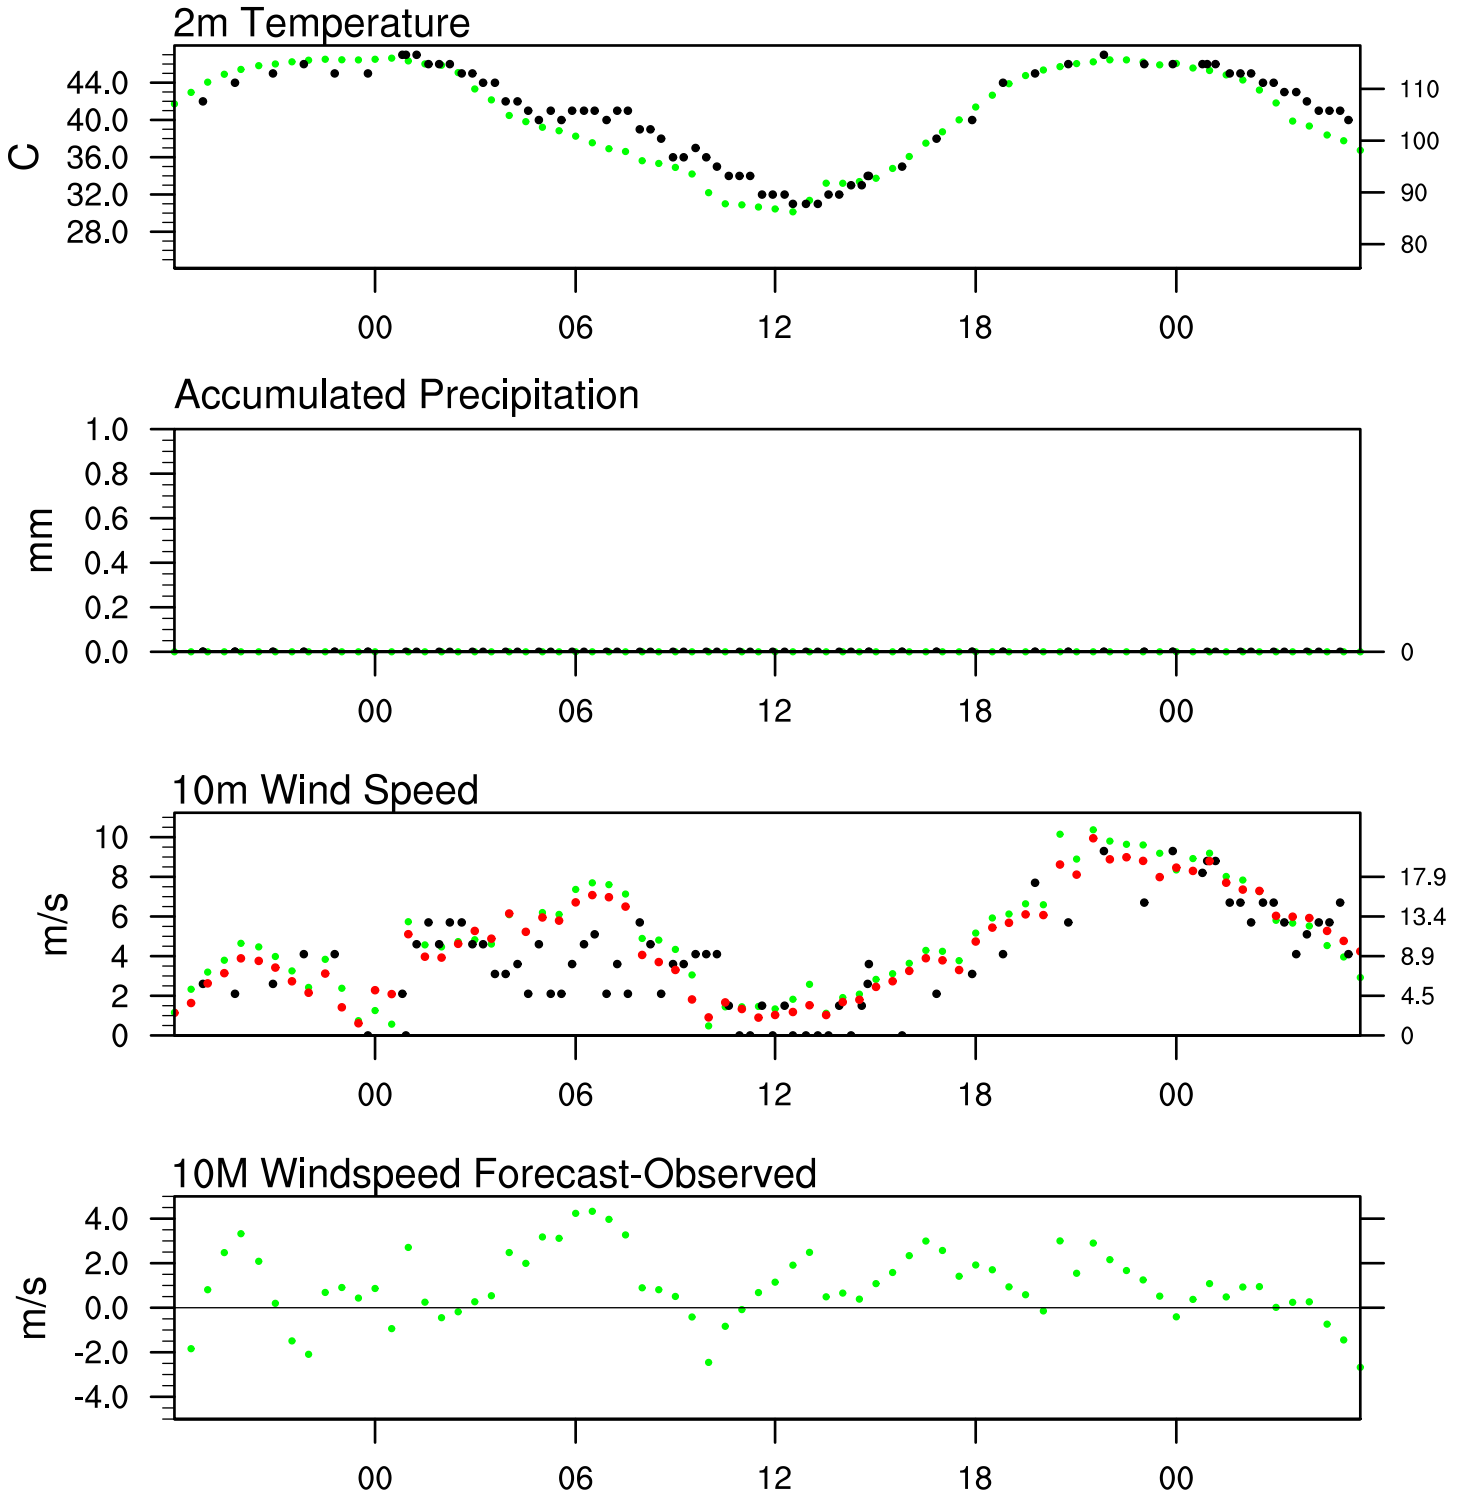 2m Temperature
44.0
40.0
36.0
32.0
28.0
C
110
100
90
80
00 06 12 18 00
Accumulated Precipitation
1.0
0.8
0.6
0.4
0.2
0.0
mm
0
00 06 12 18 00
10m Wind Speed
10
8
6
4
2
0
m/s
17.9
13.4
8.9
4.5
0
00 06 12 18 00
10M Windspeed Forecast-Observed
4.0
2.0
0.0
-2.0
-4.0
m/s
00 06 12 18 00